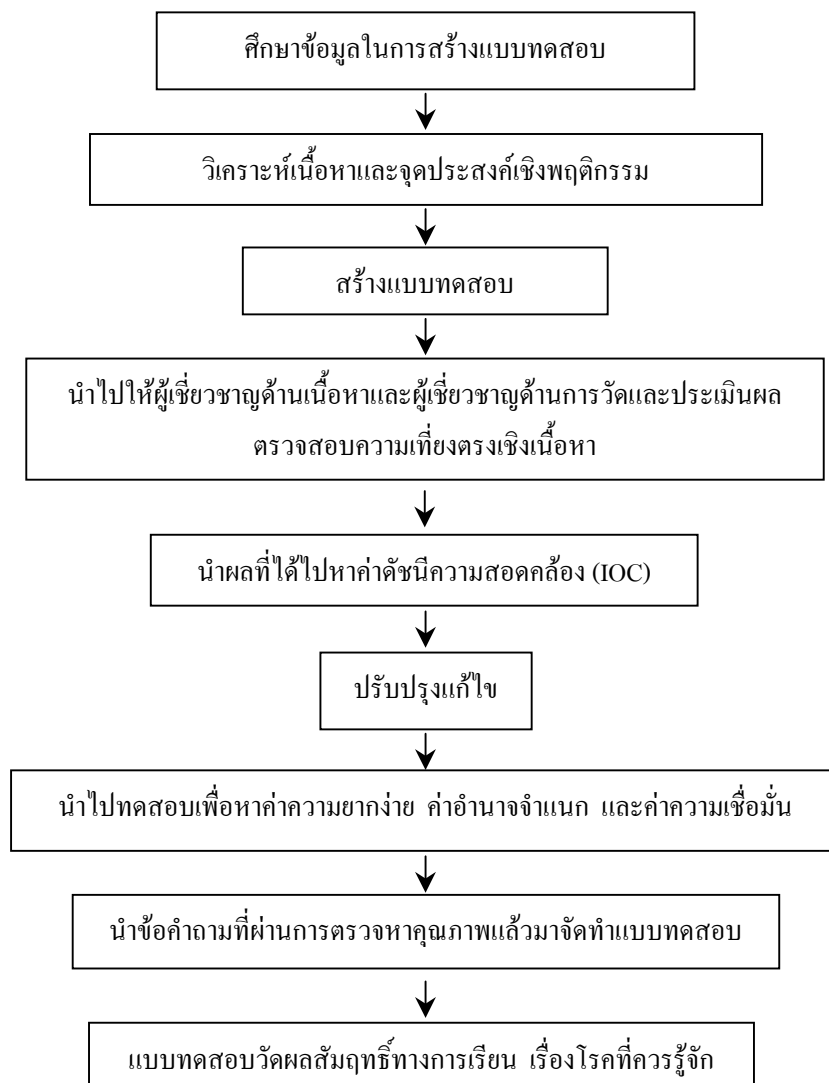 ศึกษาข้อมูลในการสร้างแบบทดสอบ
วิเคราะห์เนื้อหาและจุดประสงค์เชิงพฤติกรรม
สร้างแบบทดสอบ
นำไปให้ผู้เชี่ยวชาญด้านเนื้อหาและผู้เชี่ยวชาญด้านการวัดและประเมินผล
ตรวจสอบความเที่ยงตรงเชิงเนื้อหา
นำผลที่ได้ไปหาค่าดัชนีความสอดคล้อง (IOC)
ปรับปรุงแก้ไข
นำไปทดสอบเพื่อหาค่าความยากง่าย ค่าอำนาจจำแนก และค่าความเชื่อมั่น
นำข้อคำถามที่ผ่านการตรวจหาคุณภาพแล้วมาจัดทำแบบทดสอบ
แบบทดสอบวัดผลสัมฤทธิ์ทางการเรียน เรื่องโรคที่ควรรู้จัก